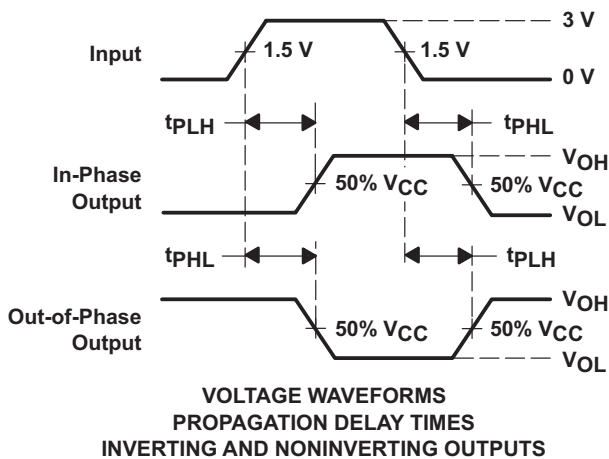 3 V
Input
1.5 V
1.5 V
0 V
tPLH
tPHL
In-Phase
Output
VOH
50% VCC
50% VCC
VOL
tPHL
tPLH
Out-of-Phase
Output
VOH
50% VCC
50% VCC
VOL
VOLTAGE WAVEFORMS
PROPAGATION DELAY TIMES
INVERTING AND NONINVERTING OUTPUTS